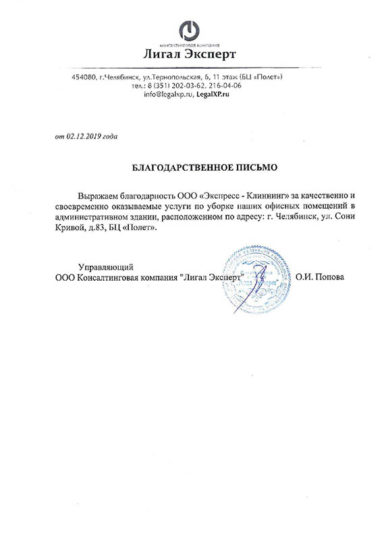 КОНСАЛТИНГОВАЯ КОМПАНИЯ
Лигал Эксперт
454080, г.Челябинск, ул.Тернопольская, 6, 11 этаж (БЦ «Полет»)
тел.: 8 (351) 202-03-62, 216-04-06
info@legalxp.ru, LegalXP.ru
от 02.12.2019 года
БЛАГОДАРСТВЕННОЕ ПИСЬМО
Выражаем благодарность ООО «Экспресс - Клининг» за качественно и
своевременно оказываемые услуги по уборке наших офисных помещений в
административном здании, расположенном по адресу: г. Челябинск, ул. Сони
Кривой, д.83, БЦ «Полет».
Управляющий
ООО Консалтинговая компания "Лигал Эксперт"
О.И. Попова